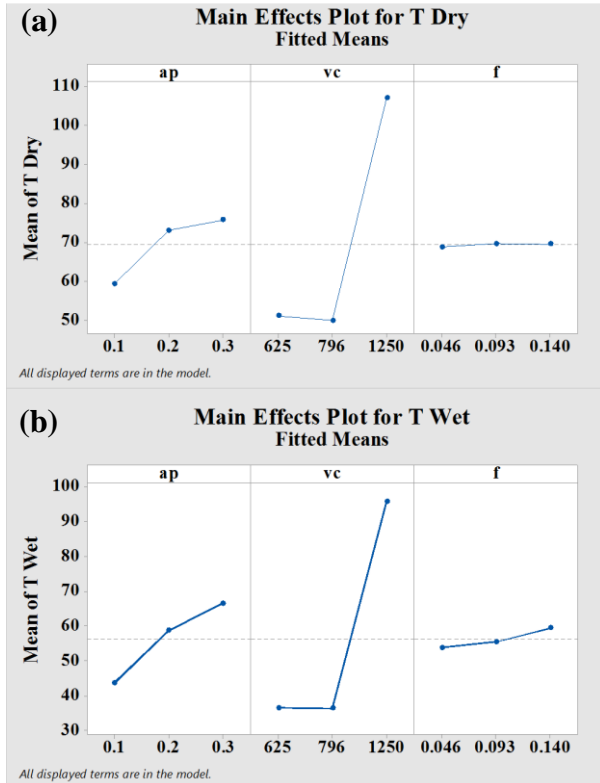 (a)
Main Effects Plot for T Dry
Fitted Means
ap vc f
Mean of T Dry
110
100
90
80
70
60
50
0.1 0.2 0.3 625 796 1250 0.046 0.093 0.140
All displayed terms are in the model.
(b)
Main Effects Plot for T Wet
Fitted Means
ap vc f
Mean of T Wet
100
90
80
70
60
50
40
30
0.1 0.2 0.3 625 796 1250 0.046 0.093 0.140
All displayed terms are in the model.